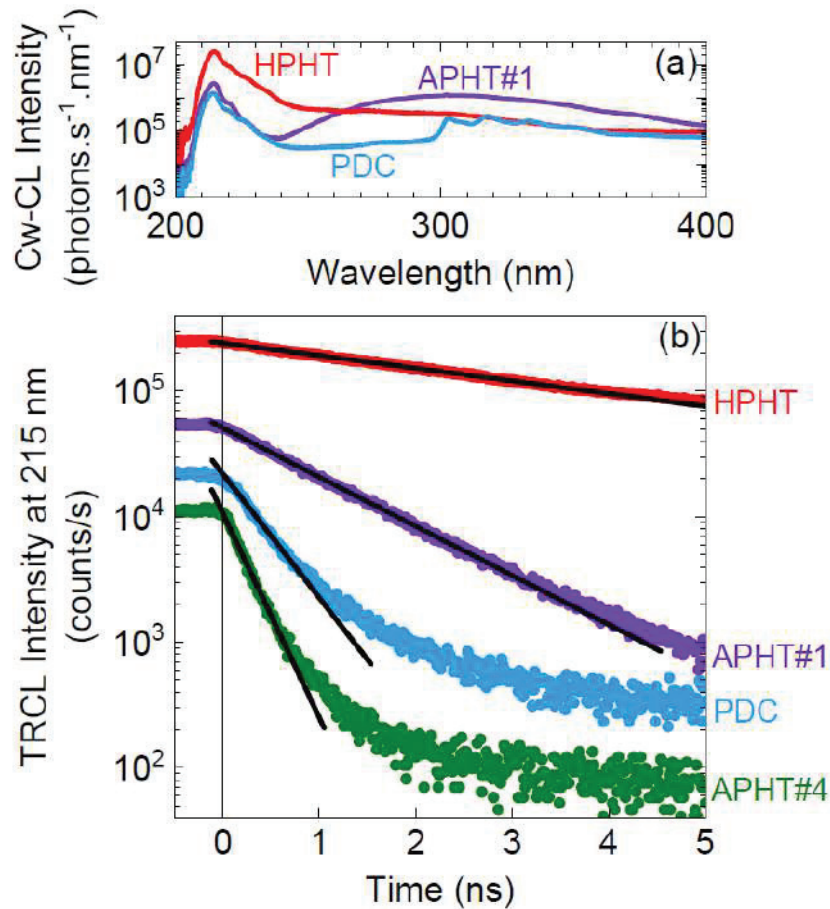 Cw-CL Intensity
(photons.s⁻¹.nm⁻¹)
10⁷
10⁵
10³
HPHT
APHT#1
PDC
(a)
200
300
400
Wavelength (nm)
TRCL Intensity at 215 nm
(counts/s)
10⁵
10⁴
10³
10²
(b)
HPHT
APHT#1
PDC
APHT#4
0
1
2
3
4
5
Time (ns)